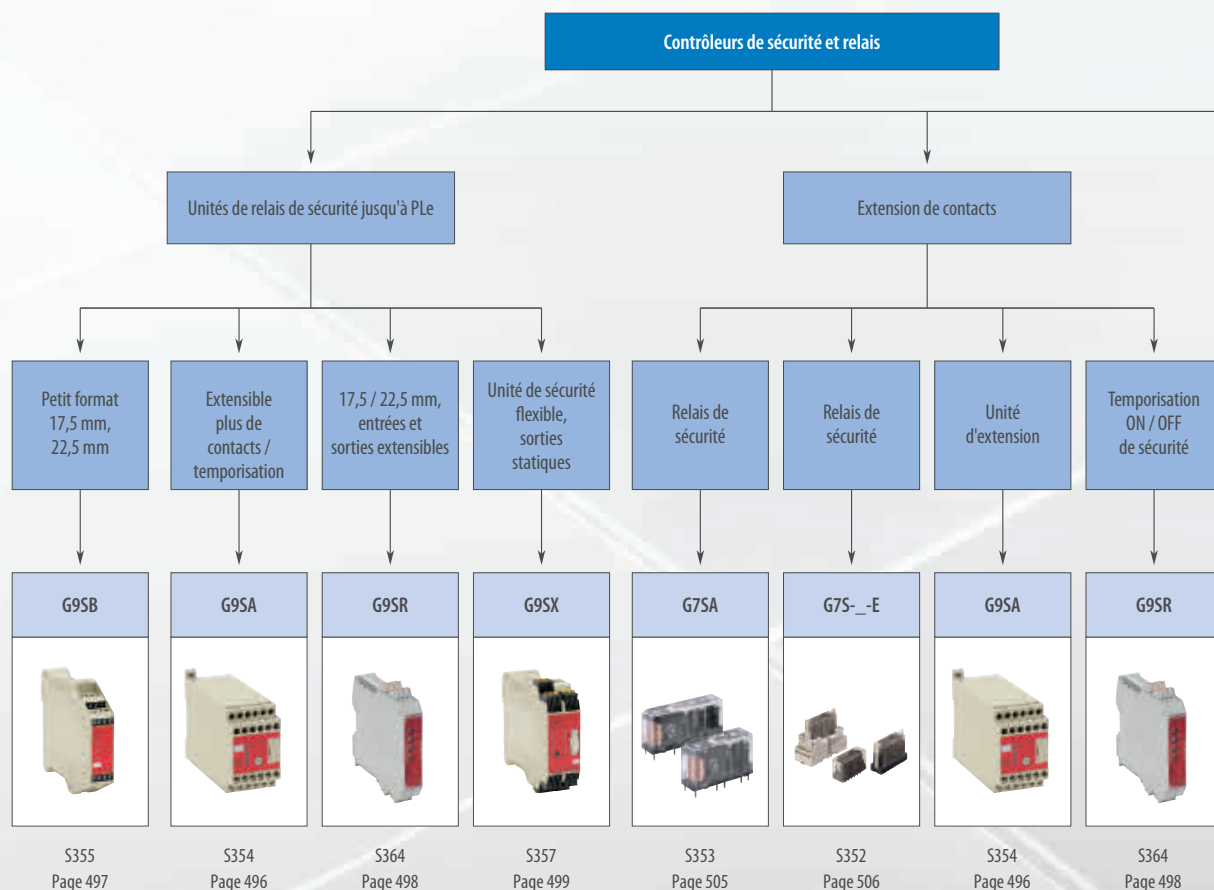 Contrôleurs de sécurité et relais
Unités de relais de sécurité jusqu'à PLe
Extension de contacts
Petit format
17,5 mm,
22,5 mm
Extensible
plus de
contacts /
temporisation
17,5 / 22,5 mm,
entrées et
sorties extensibles
Unité de sécurité
flexible,
sorties
statiques
Relais de
sécurité
Relais de
sécurité
Unité
d'extension
Temporisation
ON / OFF
de sécurité
G9SB
G9SA
G9SR
G9SX
G7SA
G7S-_-E
G9SA
G9SR
S355
Page 497
S354
Page 496
S364
Page 498
S357
Page 499
S353
Page 505
S352
Page 506
S354
Page 496
S364
Page 498